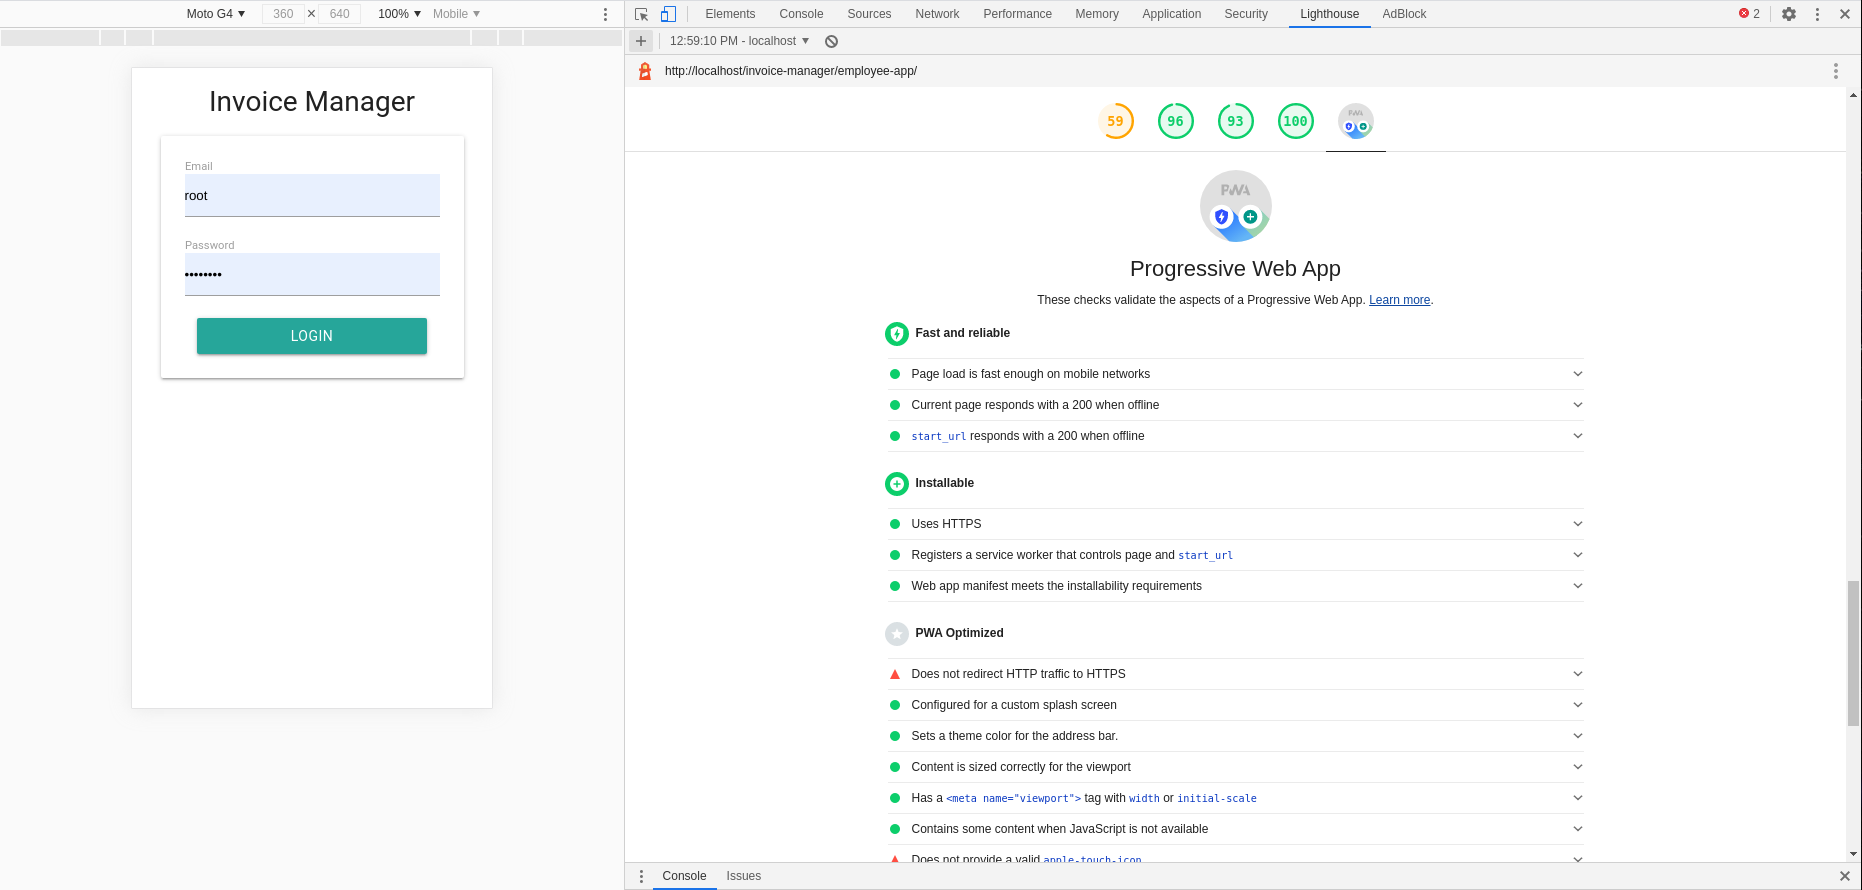 Moto G4 360 × 640 100% Mobile
Invoice Manager
Email
root
Password
••••••••
LOGIN
Elements Console Sources Network Performance Memory Application Security Lighthouse AdBlock 2
12:59:10 PM - localhost
http://localhost/invoice-manager/employee-app/
59 96 93 100 PWA
PWA
Progressive Web App
These checks validate the aspects of a Progressive Web App. Learn more.
Fast and reliable
Page load is fast enough on mobile networks
Current page responds with a 200 when offline
start_url responds with a 200 when offline
Installable
Uses HTTPS
Registers a service worker that controls page and start_url
Web app manifest meets the installability requirements
PWA Optimized
Does not redirect HTTP traffic to HTTPS
Configured for a custom splash screen
Sets a theme color for the address bar.
Content is sized correctly for the viewport
Has a <meta name="viewport"> tag with width or initial-scale
Contains some content when JavaScript is not available
Does not provide a valid apple-touch-icon
Console Issues